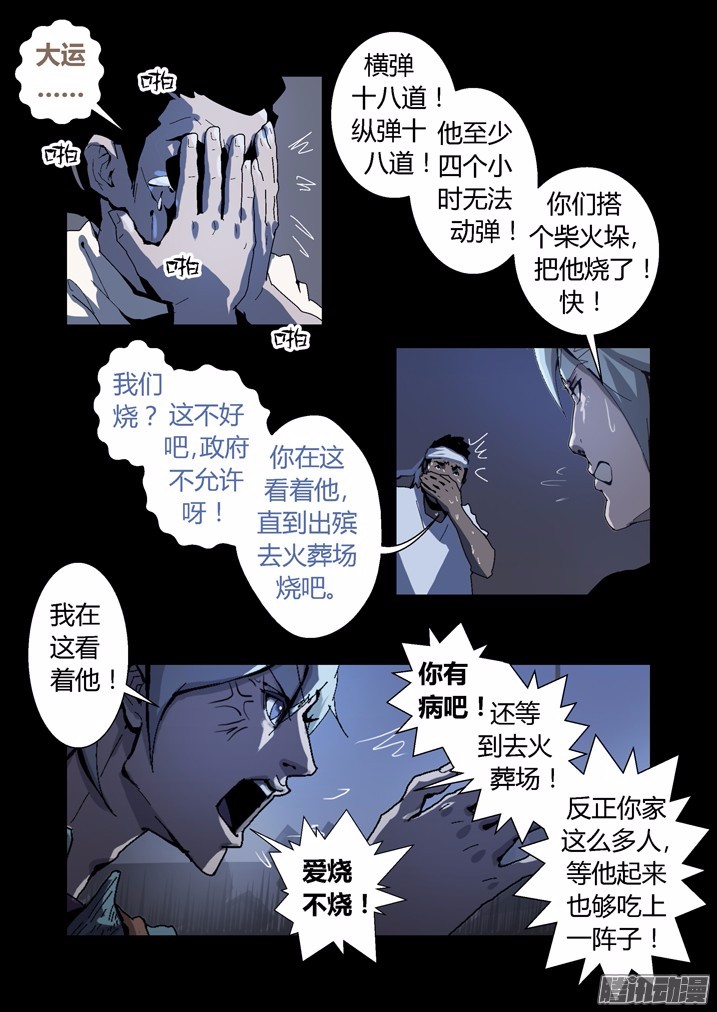 大运
……
啪
啪
啪
啪
横弹
十八道！
纵弹十
八道！
他至少
四个小
时无法
动弹！
你们搭
个柴火垛，
把他烧了！
快！
我们
烧？
这不好
吧，政府
不允许
呀！
你在这
看着他，
直到出殡
去火葬场
烧吧。
我在
这看
着他！
你有
病吧！
还等
到去火
葬场！
爱烧
不烧！
反正你家
这么多人，
等他起来
也够吃上
一阵子！
腾讯动漫